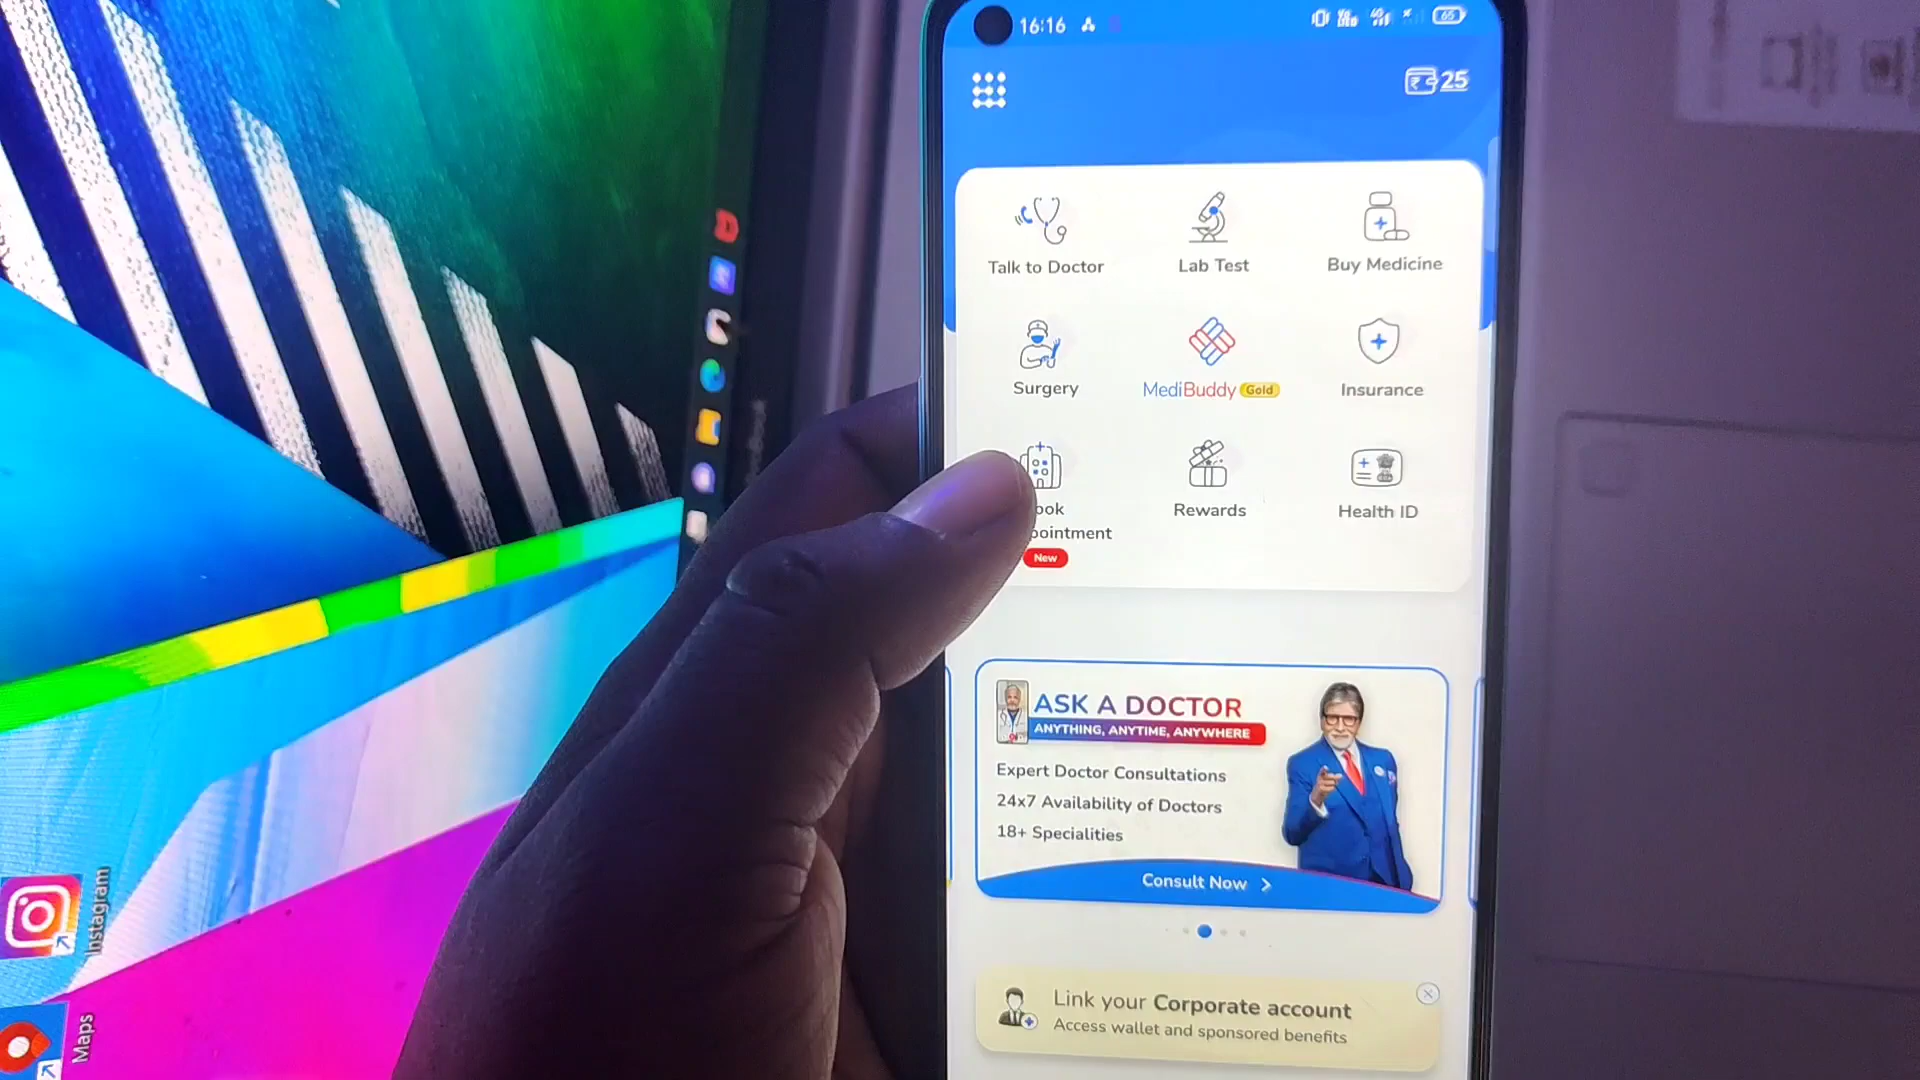 16:16
65
25
Talk to Doctor
Lab Test
Buy Medicine
Surgery
MediBuddy Gold
Insurance
ook
pointment
New
Rewards
Health ID
ASK A DOCTOR
ANYTHING, ANYTIME, ANYWHERE
Expert Doctor Consultations
24x7 Availability of Doctors
18+ Specialities
Consult Now
Link your Corporate account
Access wallet and sponsored benefits
Instagram
Maps